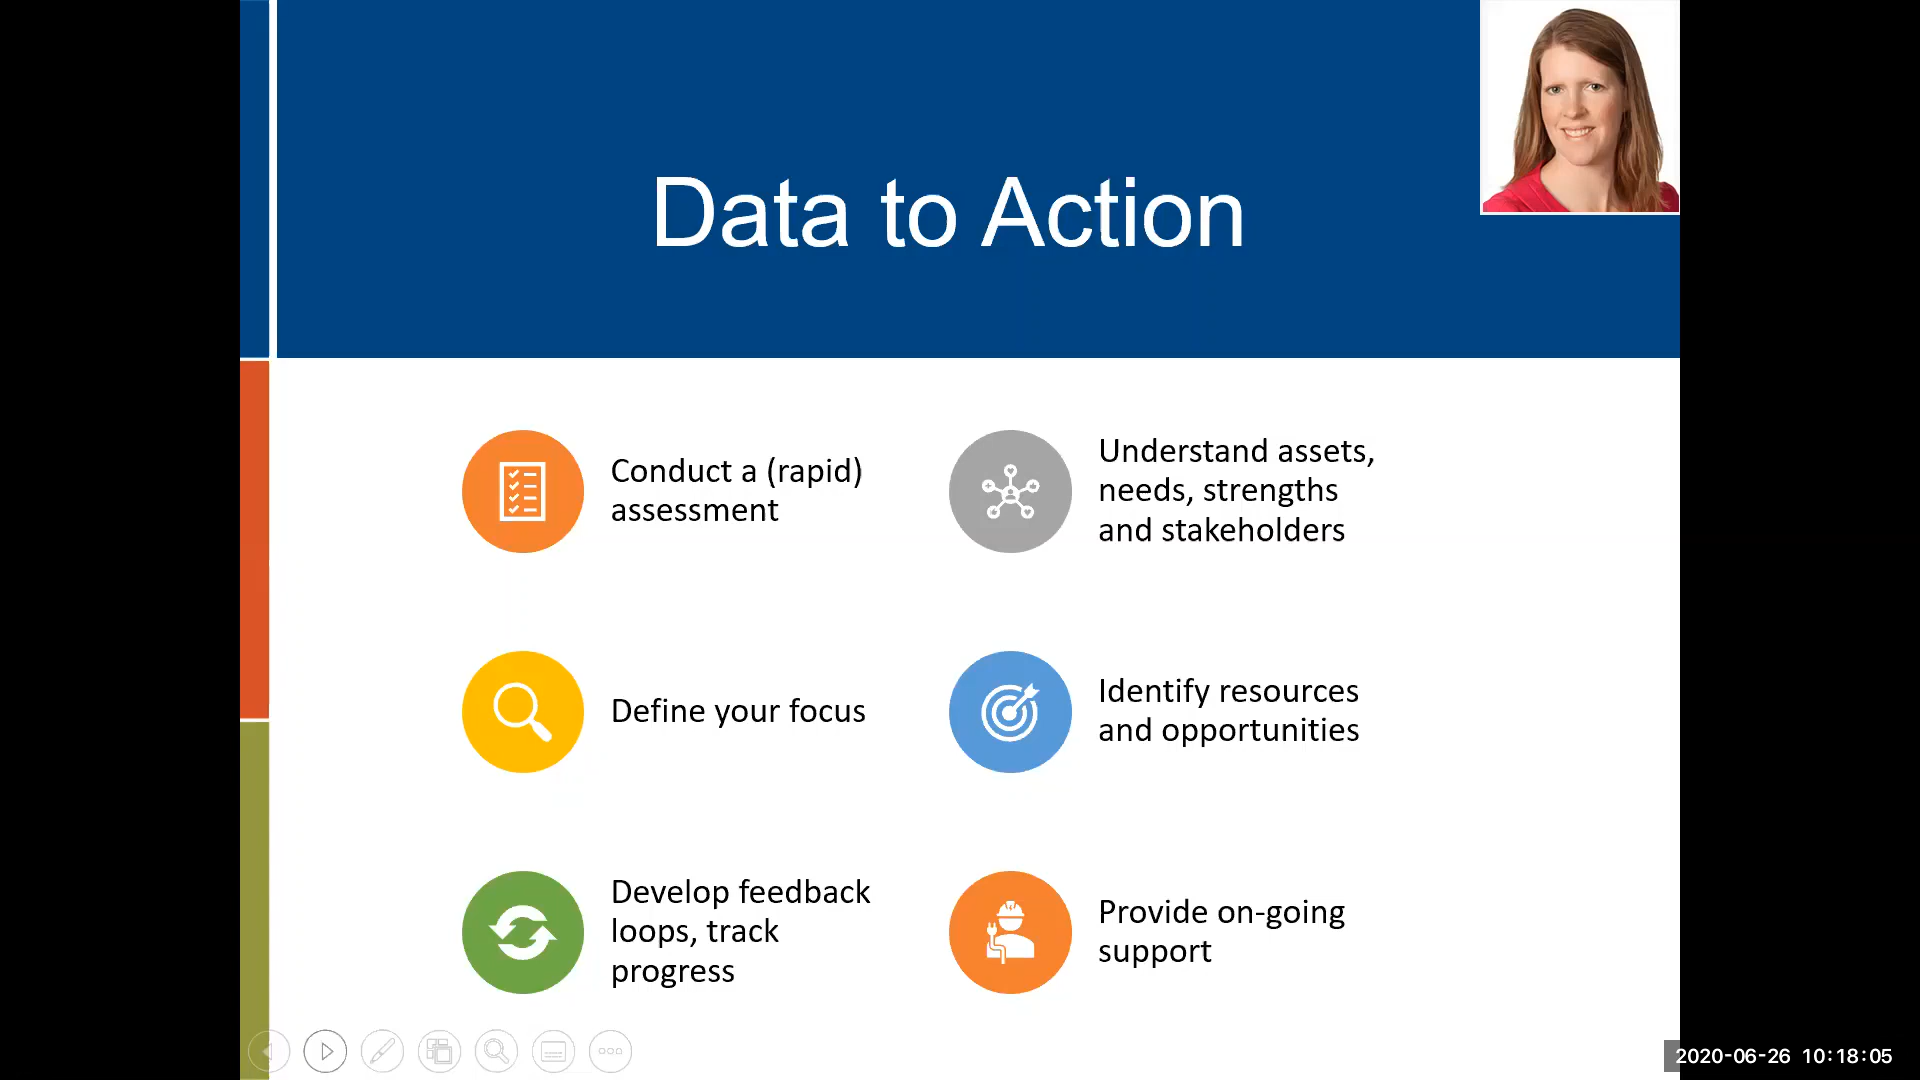 Data to Action
Conduct a (rapid)
assessment
Understand assets,
needs, strengths
and stakeholders
Define your focus
Identify resources
and opportunities
Develop feedback
loops, track
progress
Provide on-going
support
2020-06-26 10:18:05